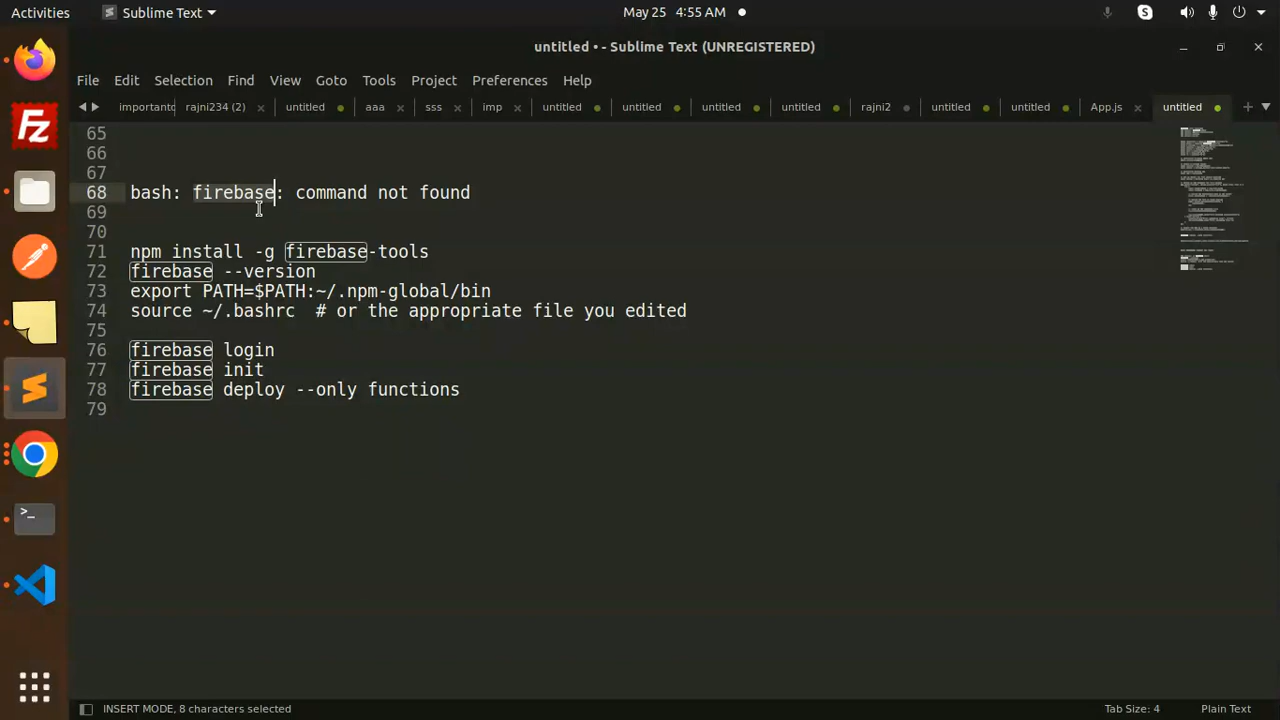 Activities
Sublime Text
May 25 4:55 AM
untitled • - Sublime Text (UNREGISTERED)
File Edit Selection Find View Goto Tools Project Preferences Help
importantd rajni234 (2) untitled aaa sss imp untitled untitled untitled untitled rajni2 untitled untitled App.js untitled
65
66
67
68 bash: firebase: command not found
69
70
71 npm install -g firebase-tools
72 firebase --version
73 export PATH=$PATH:~/.npm-global/bin
74 source ~/.bashrc  # or the appropriate file you edited
75
76 firebase login
77 firebase init
78 firebase deploy --only functions
79
INSERT MODE, 8 characters selected
Tab Size: 4
Plain Text